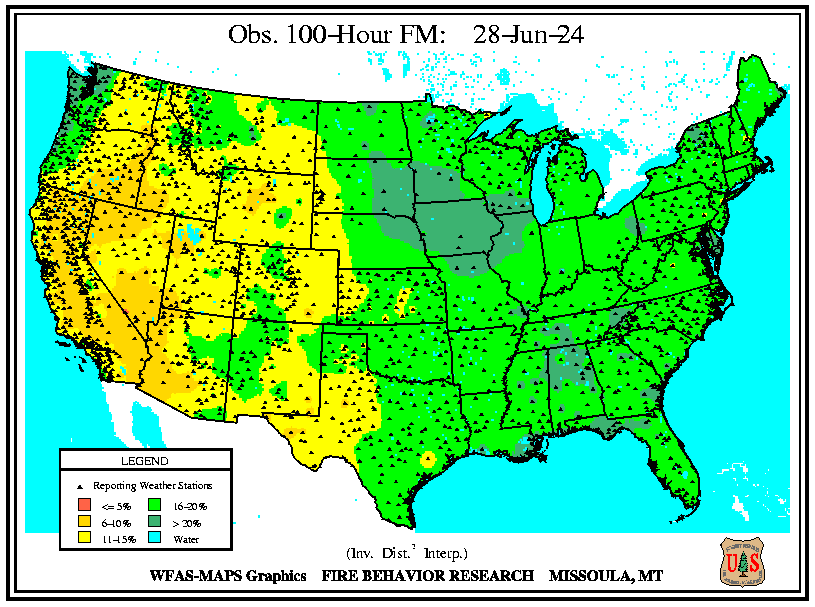 Obs. 100-Hour FM: 28-Jun-24
LEGEND
Reporting Weather Stations
<= 5% 16-20%
6-10% > 20%
11-15% Water
(Inv. Dist.² Interp.)
WFAS-MAPS Graphics FIRE BEHAVIOR RESEARCH MISSOULA, MT
U S